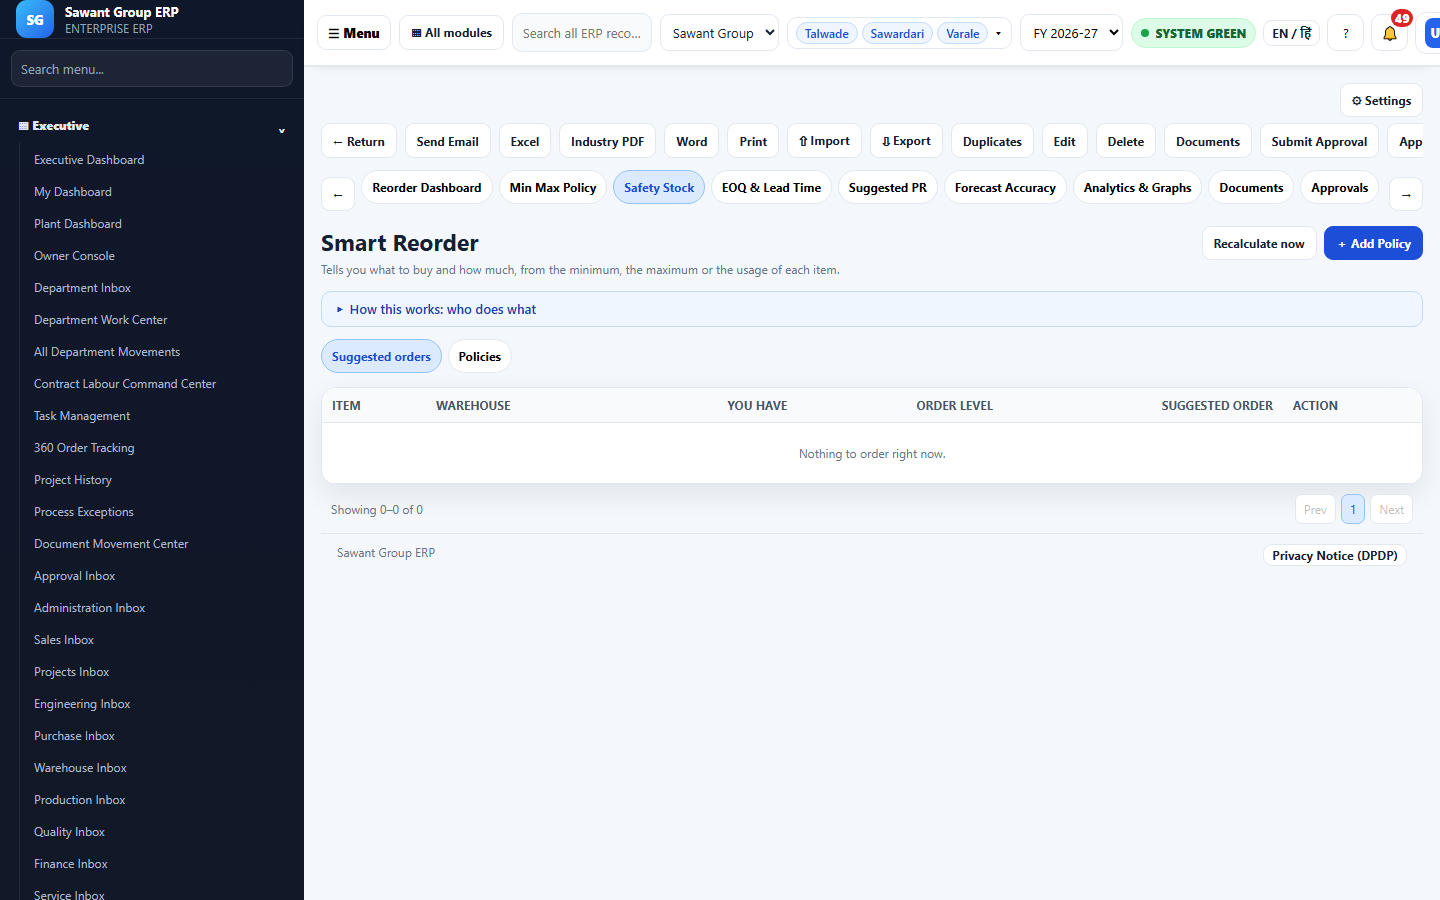 SG
Sawant Group ERP
ENTERPRISE ERP
Search menu...
Executive
Executive Dashboard
My Dashboard
Plant Dashboard
Owner Console
Department Inbox
Department Work Center
All Department Movements
Contract Labour Command Center
Task Management
360 Order Tracking
Project History
Process Exceptions
Document Movement Center
Approval Inbox
Administration Inbox
Sales Inbox
Projects Inbox
Engineering Inbox
Purchase Inbox
Warehouse Inbox
Production Inbox
Quality Inbox
Finance Inbox
Service Inbox
☰ Menu All modules Search all ERP reco... Sawant Group Talwade Sawardari Varale FY 2026-27 SYSTEM GREEN EN / हिं ? 49 U
⚙ Settings
← Return Send Email Excel Industry PDF Word Print ⇧ Import ⇩ Export Duplicates Edit Delete Documents Submit Approval App
← Reorder Dashboard Min Max Policy Safety Stock EOQ & Lead Time Suggested PR Forecast Accuracy Analytics & Graphs Documents Approvals →
Smart Reorder Recalculate now + Add Policy
Tells you what to buy and how much, from the minimum, the maximum or the usage of each item.
▸ How this works: who does what
Suggested orders Policies
ITEM WAREHOUSE YOU HAVE ORDER LEVEL SUGGESTED ORDER ACTION
Nothing to order right now.
Showing 0–0 of 0 Prev 1 Next
Sawant Group ERP Privacy Notice (DPDP)